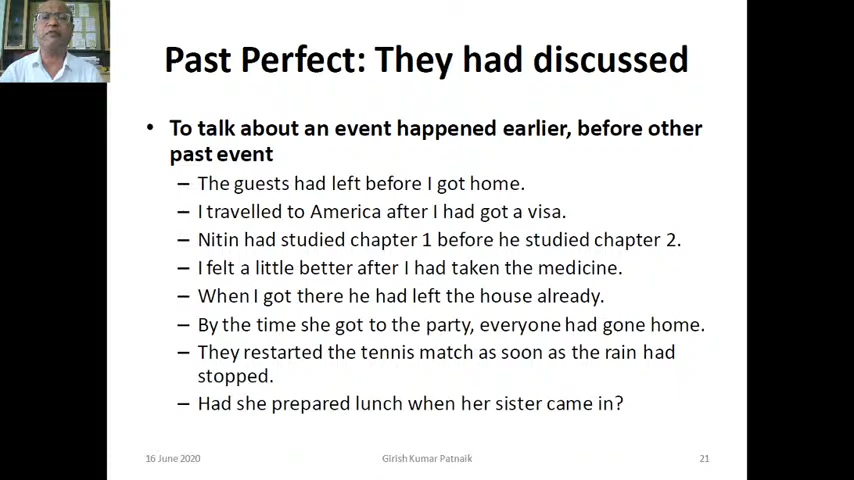 Past Perfect: They had discussed
• To talk about an event happened earlier, before other
past event
– The guests had left before I got home.
– I travelled to America after I had got a visa.
– Nitin had studied chapter 1 before he studied chapter 2.
– I felt a little better after I had taken the medicine.
– When I got there he had left the house already.
– By the time she got to the party, everyone had gone home.
– They restarted the tennis match as soon as the rain had
stopped.
– Had she prepared lunch when her sister came in?
16 June 2020
Girish Kumar Patnaik
21